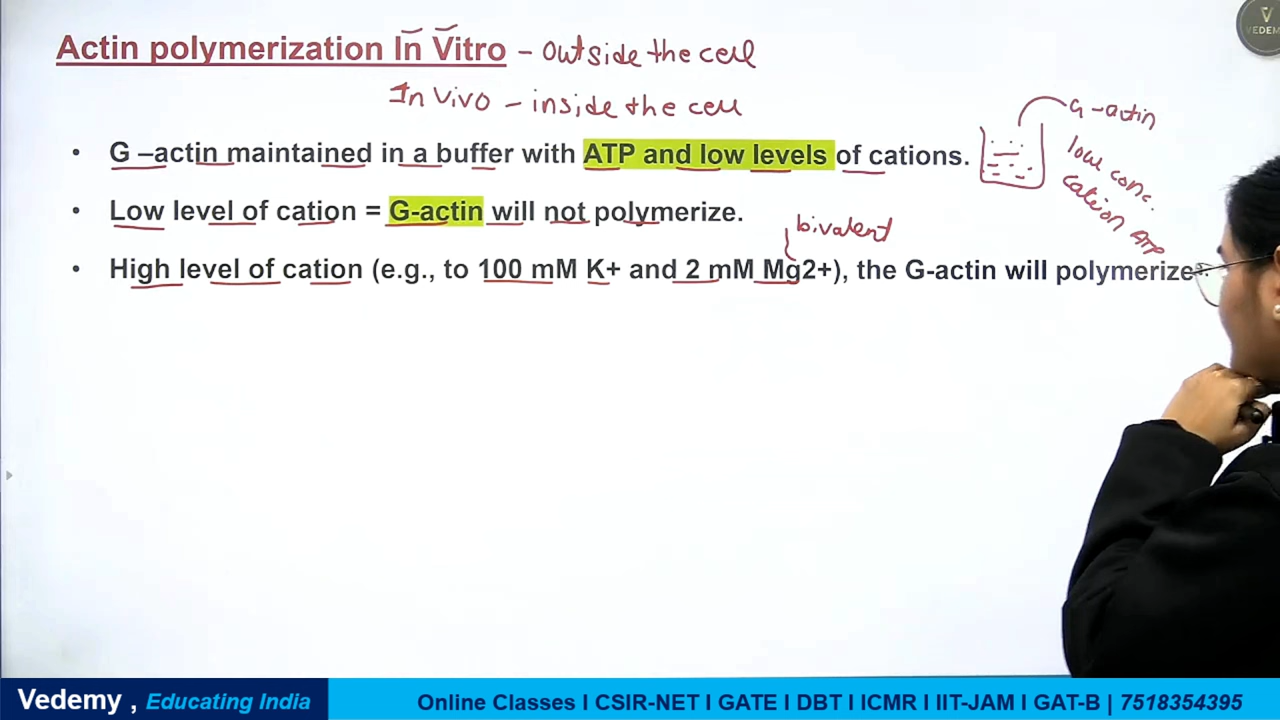 Actin polymerization In Vitro - outside the cell
In Vivo - inside the cell
G-actin
low conc.
cation ATP
• G –actin maintained in a buffer with ATP and low levels of cations.
• Low level of cation = G-actin will not polymerize.
bivalent
• High level of cation (e.g., to 100 mM K+ and 2 mM Mg2+), the G-actin will polymerize
V
VEDEM
Vedemy , Educating India
Online Classes I CSIR-NET I GATE I DBT I ICMR I IIT-JAM I GAT-B | 7518354395